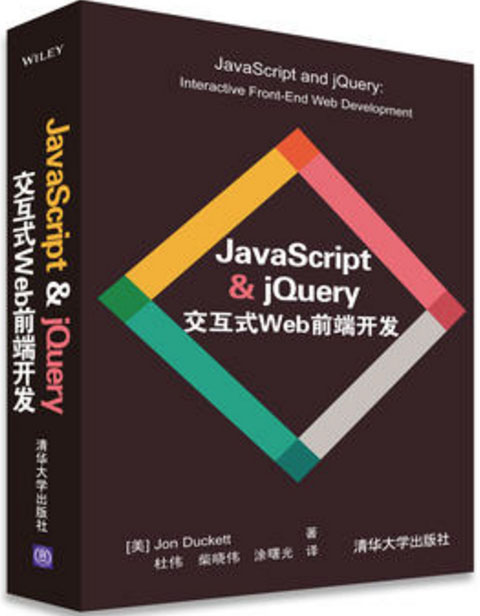 WILEY
JavaScript & jQuery
交互式Web前端开发
清华大学出版社
JavaScript and jQuery:
Interactive Front-End Web Development
JavaScript
& jQuery
交互式Web前端开发
[美] Jon Duckett 著
杜伟 柴晓伟 涂曙光 译
清华大学出版社